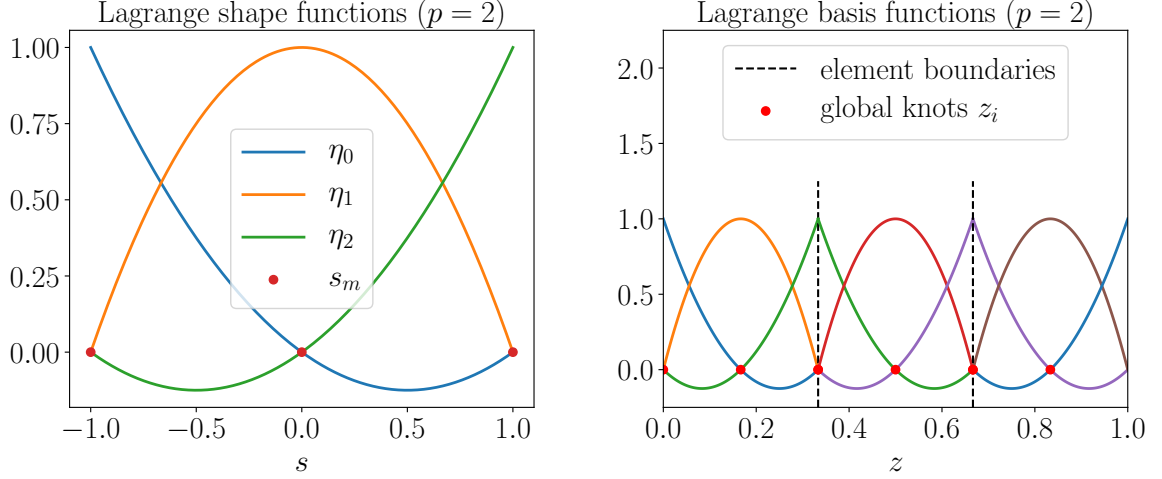 Lagrange shape functions (p = 2)
1.00
0.75
0.50
0.25
0.00
η₀
η₁
η₂
sₘ
−1.0 −0.5 0.0 0.5 1.0
s
Lagrange basis functions (p = 2)
2.0
1.5
1.0
0.5
0.0
element boundaries
global knots zᵢ
0.0 0.2 0.4 0.6 0.8 1.0
z